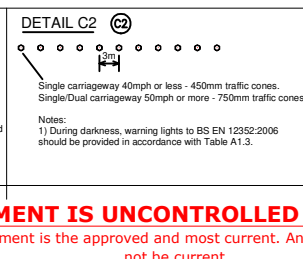 DETAIL C2 C2
3m
Single carriageway 40mph or less - 450mm traffic cones.
Single/Dual carriageway 50mph or more - 750mm traffic cones
Notes:
1) During darkness, warning lights to BS EN 12352:2006
should be provided in accordance with Table A1.3.
d
MENT IS UNCONTROLLED
ment is the approved and most current. An
not be current